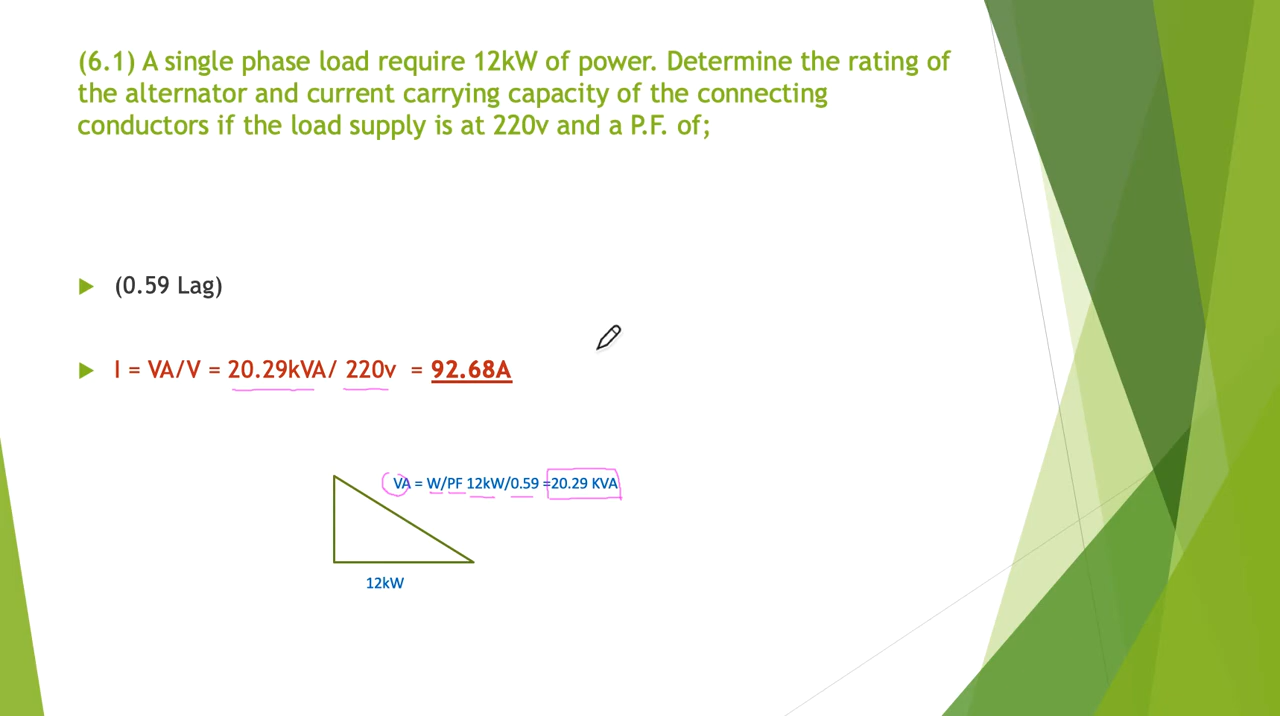 (6.1) A single phase load require 12kW of power. Determine the rating of
the alternator and current carrying capacity of the connecting
conductors if the load supply is at 220v and a P.F. of;
(0.59 Lag)
I = VA/V = 20.29kVA/ 220v = 92.68A
VA = W/PF 12kW/0.59 =20.29 KVA
12kW